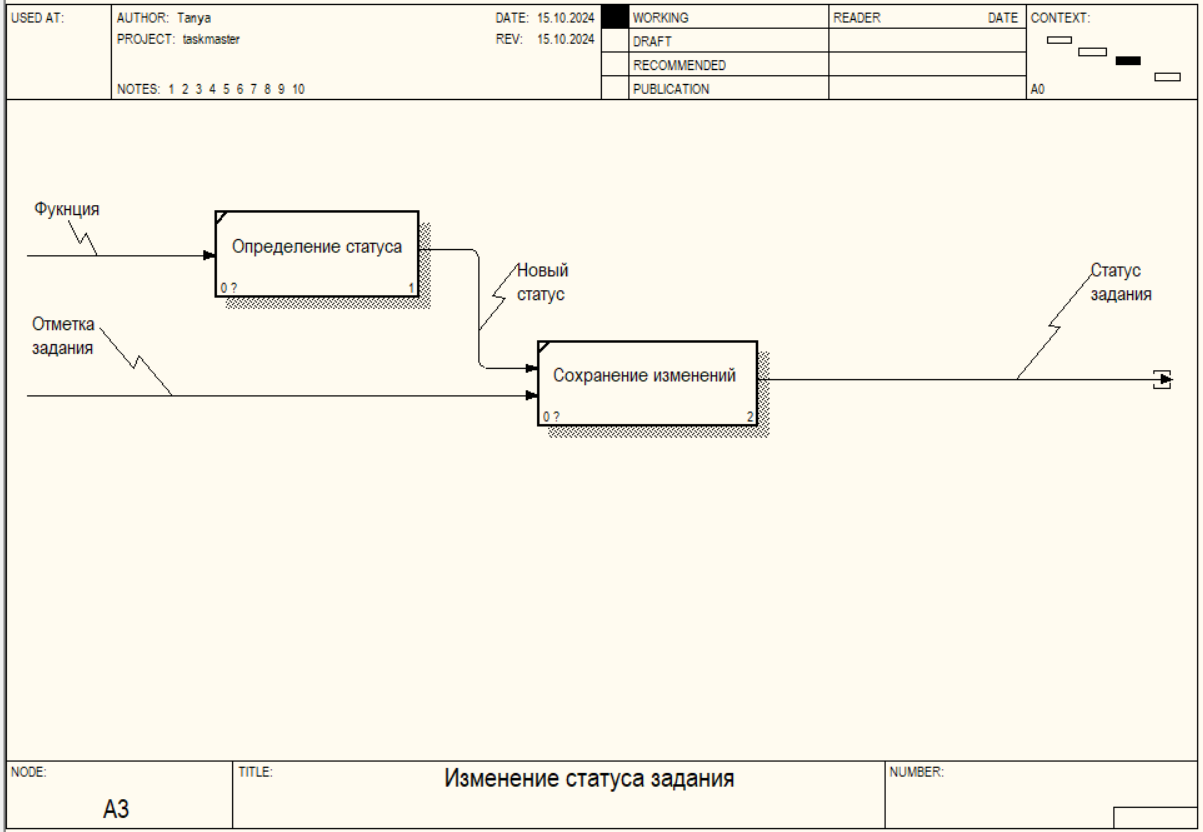 USED AT:
AUTHOR: Tanya
DATE: 15.10.2024
PROJECT: taskmaster
REV: 15.10.2024
NOTES: 1 2 3 4 5 6 7 8 9 10
WORKING
DRAFT
RECOMMENDED
PUBLICATION
READER DATE
CONTEXT:
A0
Фукнция
Определение статуса
0 ?
1
Новый
статус
Отметка
задания
Сохранение изменений
0 ?
2
Статус
задания
NODE:
A3
TITLE:
Изменение статуса задания
NUMBER: